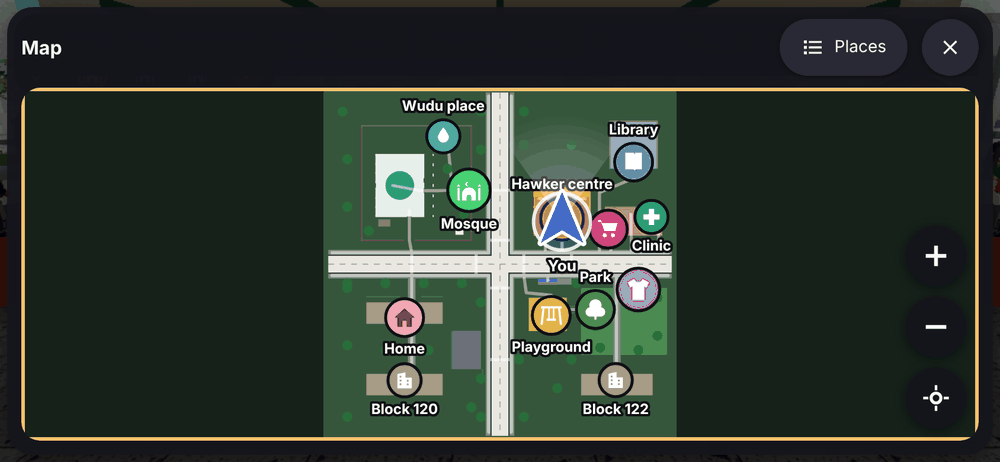 Map
Places
Wudu place
Library
Hawker centre
Mosque
Clinic
You
Park
Home
Playground
Block 120
Block 122